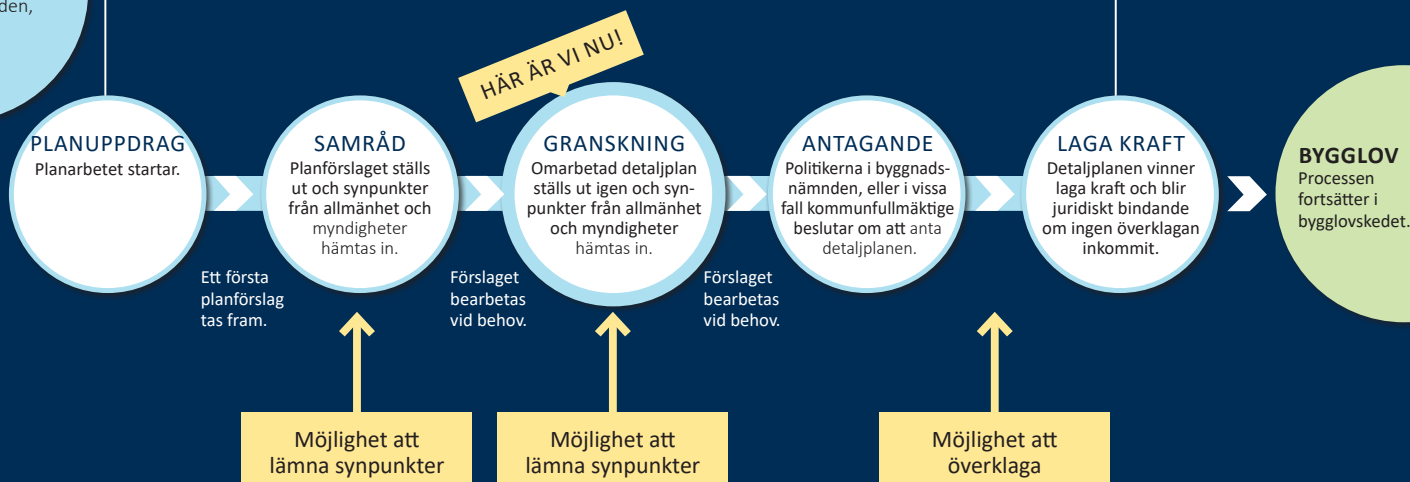 den,
HÄR ÄR VI NU!
PLANUPPDRAG
Planarbetet startar.
SAMRÅD
Planförslaget ställs
ut och synpunkter
från allmänhet och
myndigheter
hämtas in.
GRANSKNING
Omarbetad detaljplan
ställs ut igen och syn-
punkter från allmänhet
och myndigheter
hämtas in.
ANTAGANDE
Politikerna i byggnads-
nämnden, eller i vissa
fall kommunfullmäktige
beslutar om att anta
detaljplanen.
LAGA KRAFT
Detaljplanen vinner
laga kraft och blir
juridiskt bindande
om ingen överklagan
inkommit.
BYGGLOV
Processen
fortsätter i
bygglovskedet.
Ett första
planförslag
tas fram.
Förslaget
bearbetas
vid behov.
Förslaget
bearbetas
vid behov.
Möjlighet att
lämna synpunkter
Möjlighet att
lämna synpunkter
Möjlighet att
överklaga